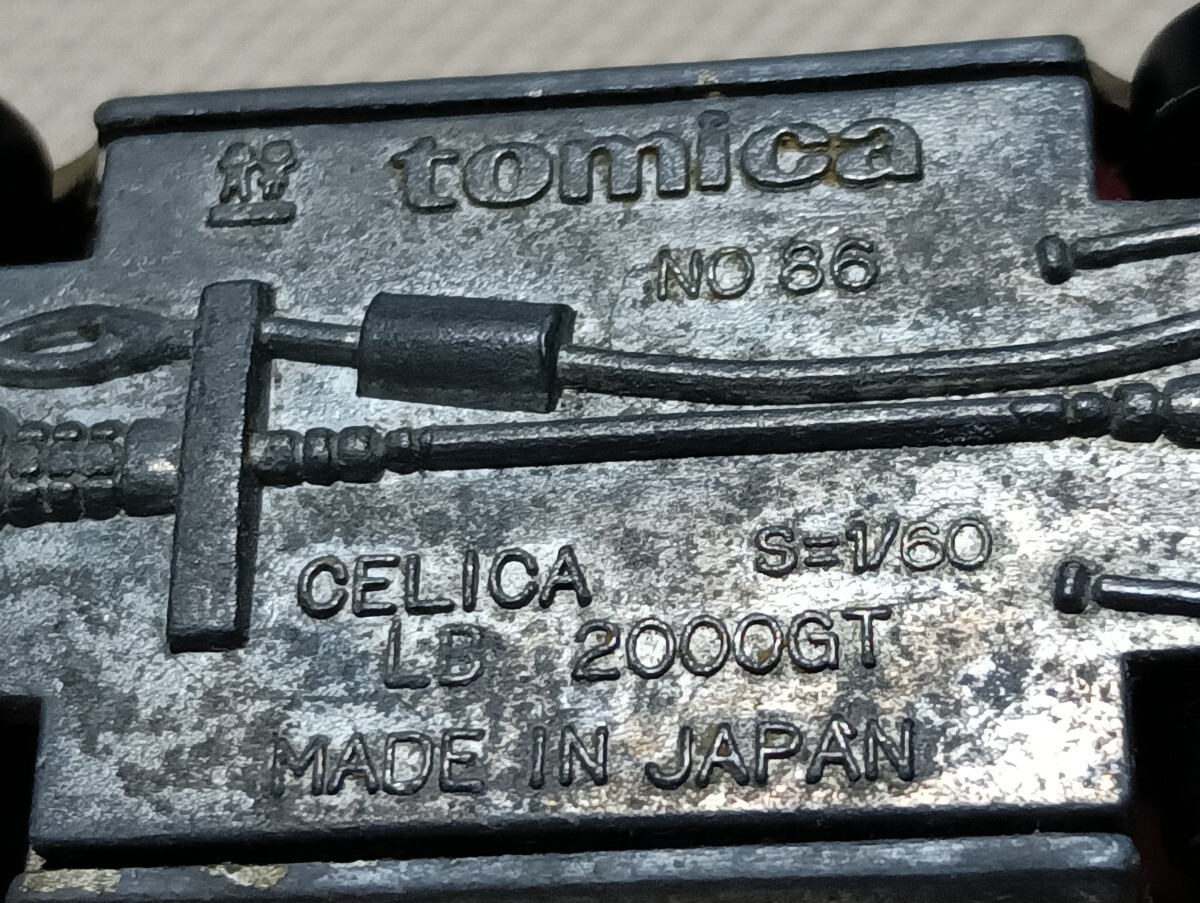 tomica
NO 86
CELICA S=1/60
LB 2000GT
MADE IN JAPAN